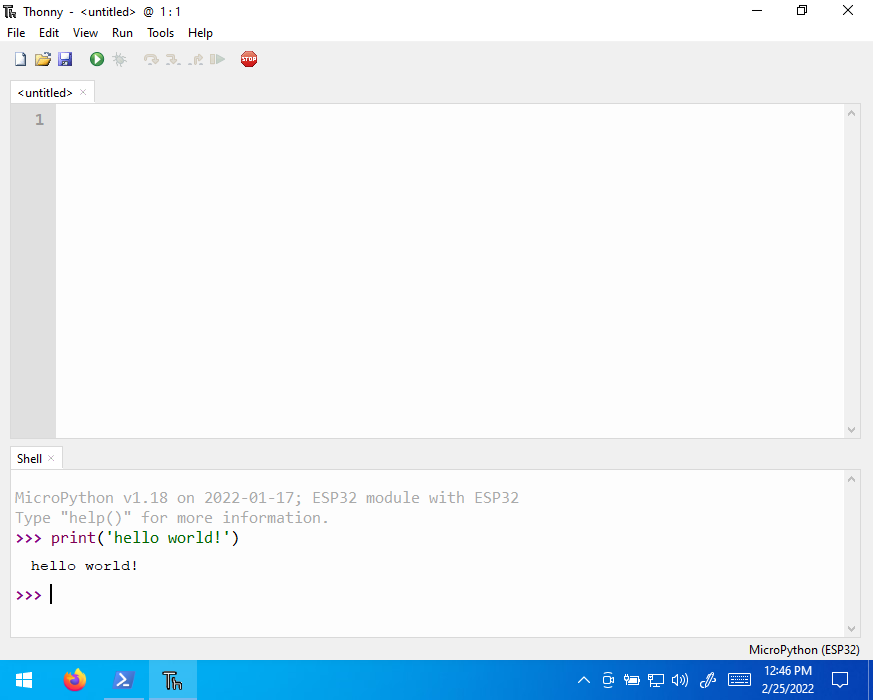 Thonny - <untitled> @ 1 : 1
File Edit View Run Tools Help
STOP
<untitled>
1
Shell
MicroPython v1.18 on 2022-01-17; ESP32 module with ESP32
Type "help()" for more information.
>>> print('hello world!')
hello world!
>>>
MicroPython (ESP32)
Th
12:46 PM
2/25/2022